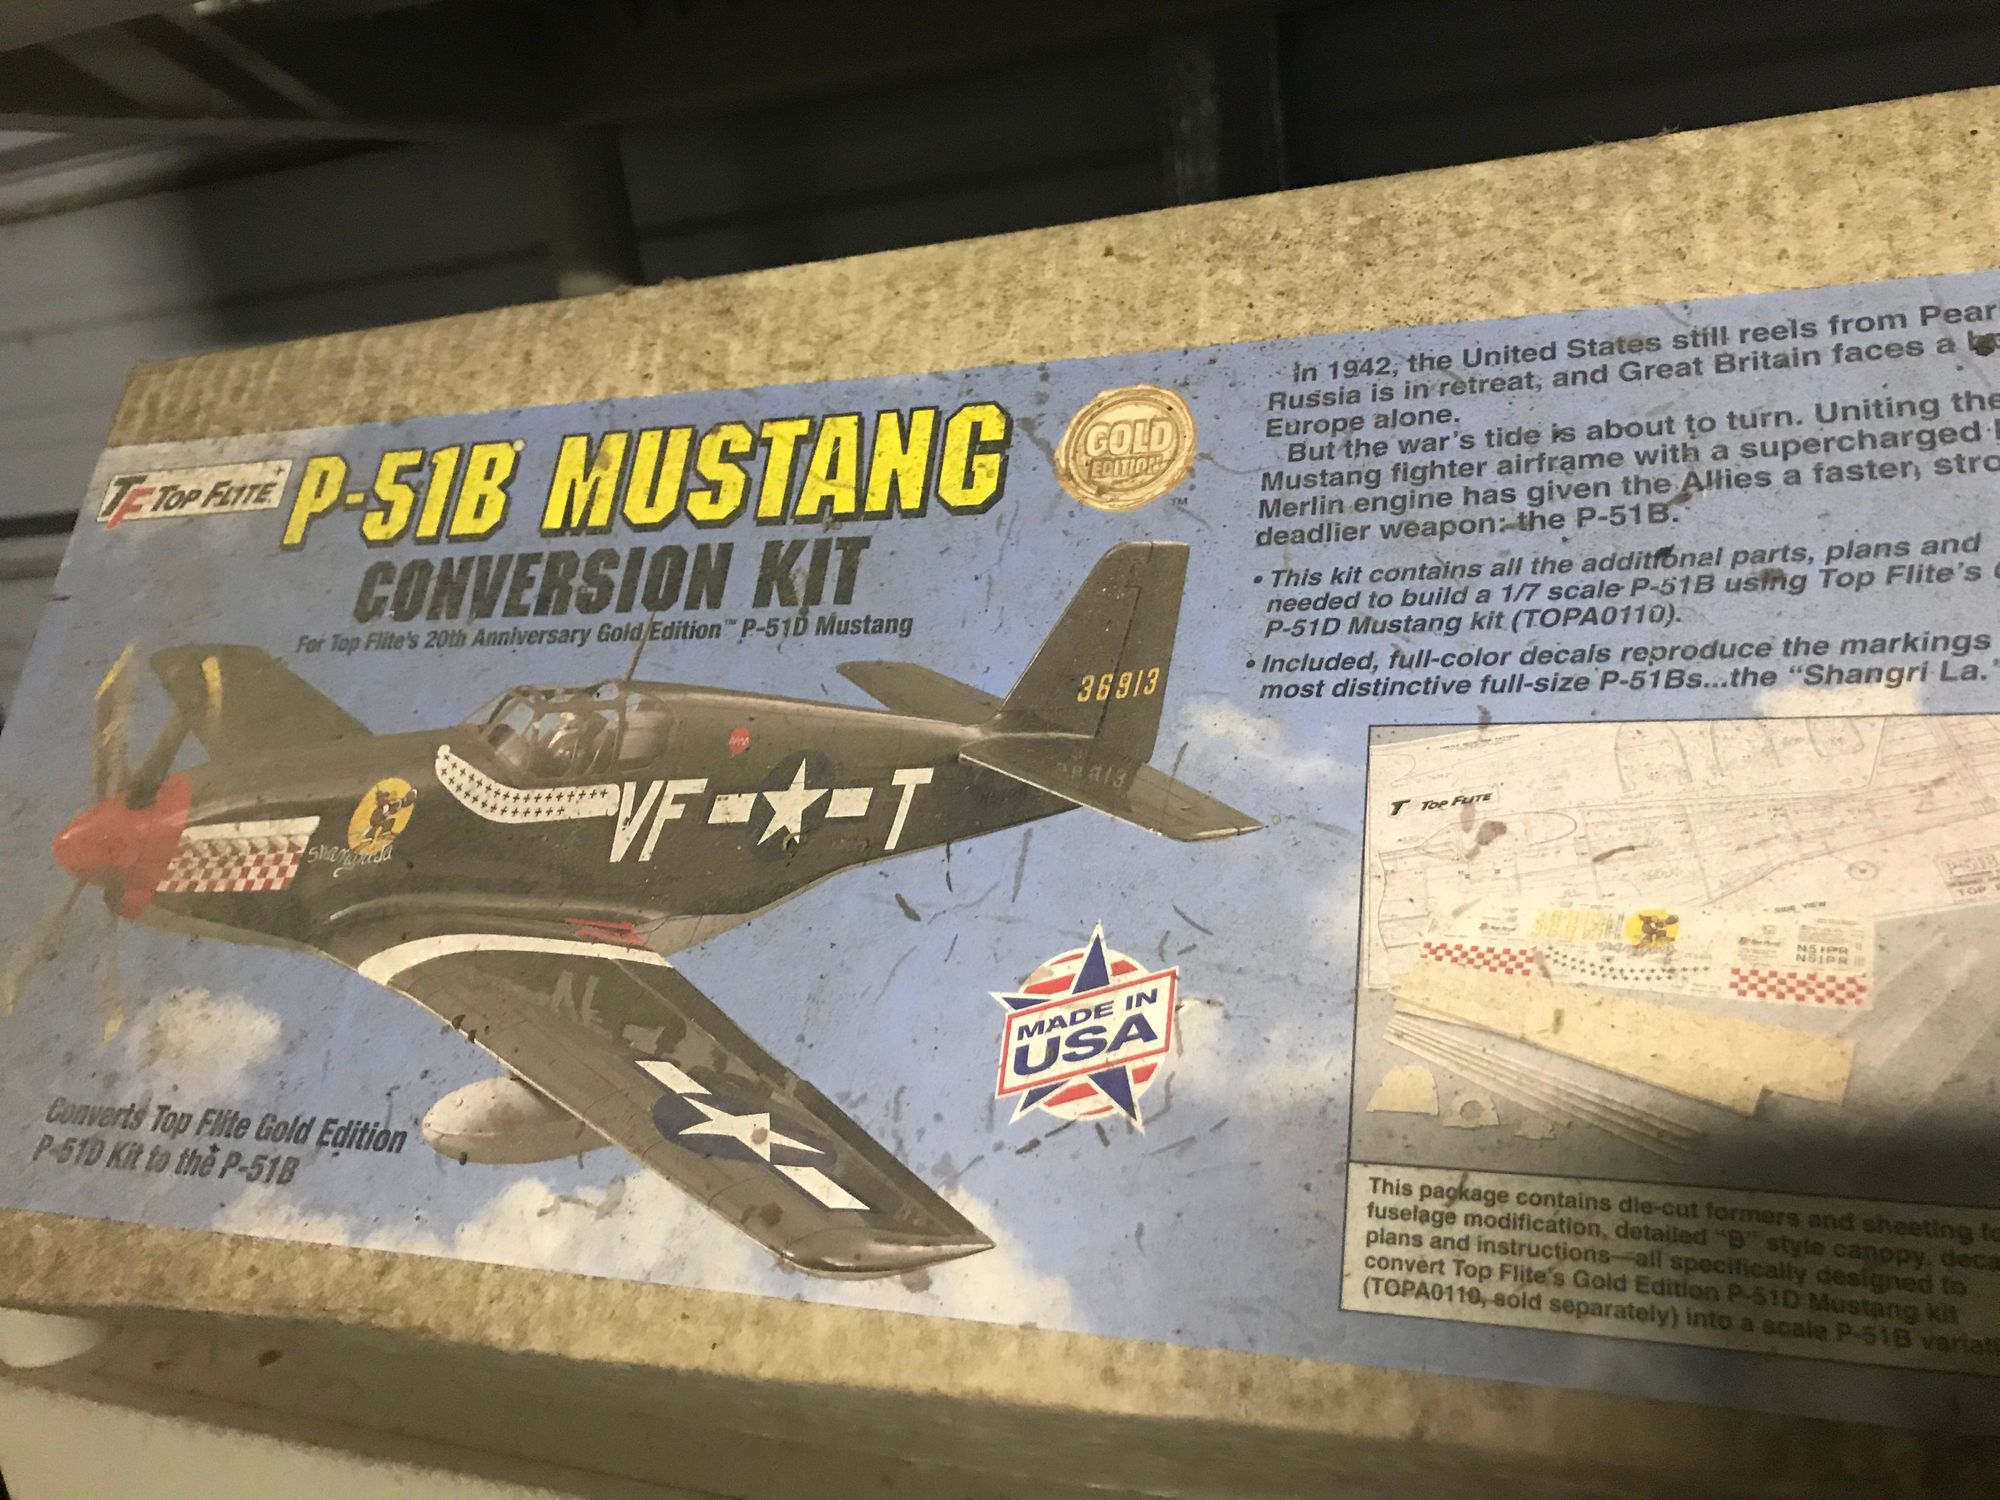 TF TOP FLITE
P-51B MUSTANG
CONVERSION KIT
For Top Flite's 20th Anniversary Gold Edition™ P-51D Mustang
GOLD
EDITION
™
36913
VF T
Shangri-La
Converts Top Flite Gold Edition
P-51D Kit to the P-51B
MADE IN
USA
In 1942, the United States still reels from Pear
Russia is in retreat, and Great Britain faces a
Europe alone.
But the war's tide is about to turn. Uniting the
Mustang fighter airframe with a supercharged
Merlin engine has given the Allies a faster, stro
deadlier weapon: the P-51B.
• This kit contains all the additional parts, plans and
needed to build a 1/7 scale P-51B using Top Flite's
P-51D Mustang kit (TOPA0110).
• Included, full-color decals reproduce the markings
most distinctive full-size P-51Bs...the "Shangri La."
T TOP FLITE
SIDE VIEW
N51PR
N51PR
This package contains die-cut formers and sheeting fo
fuselage modification, detailed "B" style canopy, deca
plans and instructions—all specifically designed to
convert Top Flite's Gold Edition P-51D Mustang kit
(TOPA0110, sold separately) into a scale P-51B variati